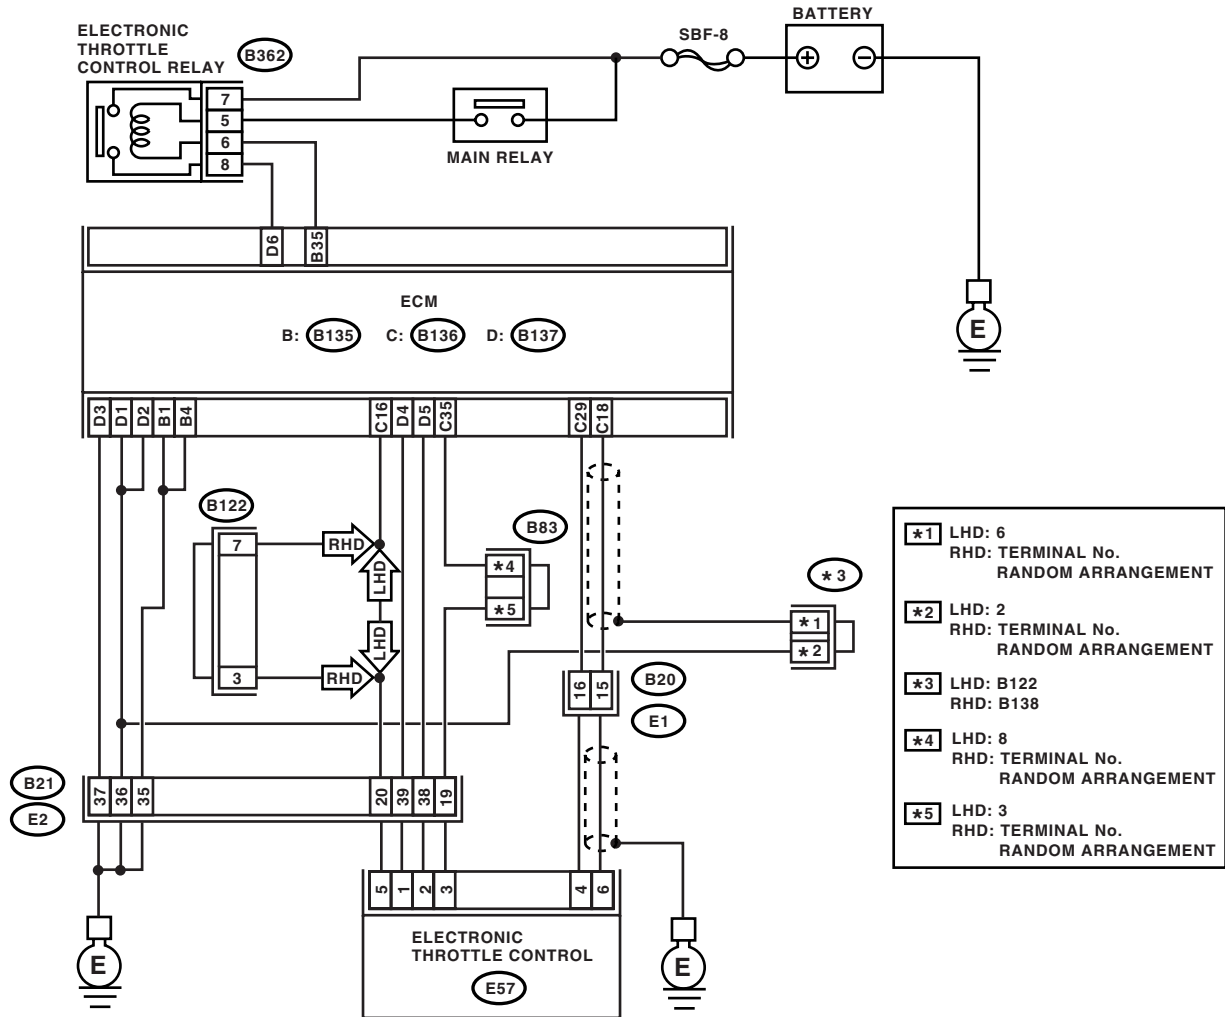 BATTERY
ELECTRONIC
THROTTLE
CONTROL RELAY
B362
SBF-8
7
5
6
8
MAIN RELAY
D6
B35
ECM
B: B135 C: B136 D: B137
E
D3
D1
D2
B1
B4
C16
D4
D5
C35
C29
C18
B122
7
RHD
LHD
LHD
3
RHD
B83
*4
*5
*3
*1
*2
16
15
B20
E1
B21
E2
37
36
35
20
39
38
19
5
1
2
3
4
6
ELECTRONIC
THROTTLE CONTROL
E57
E
E
*1 LHD: 6
RHD: TERMINAL No.
RANDOM ARRANGEMENT
*2 LHD: 2
RHD: TERMINAL No.
RANDOM ARRANGEMENT
*3 LHD: B122
RHD: B138
*4 LHD: 8
RHD: TERMINAL No.
RANDOM ARRANGEMENT
*5 LHD: 3
RHD: TERMINAL No.
RANDOM ARRANGEMENT